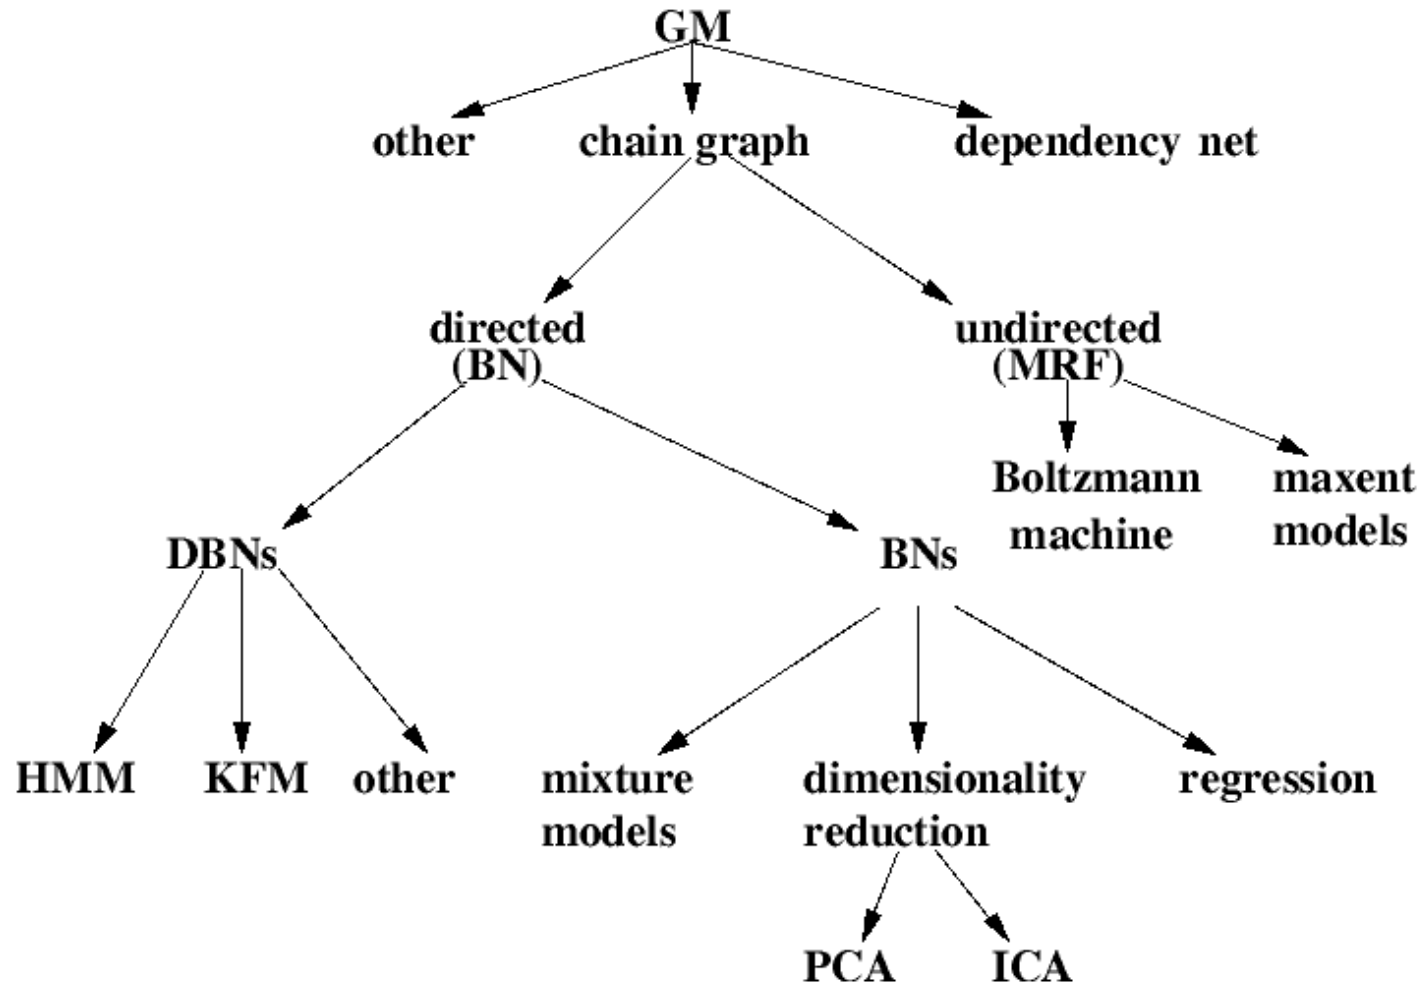 GM
other
chain graph
dependency net
directed
(BN)
undirected
(MRF)
Boltzmann
machine
maxent
models
DBNs
BNs
HMM
KFM
other
mixture
models
dimensionality
reduction
regression
PCA
ICA